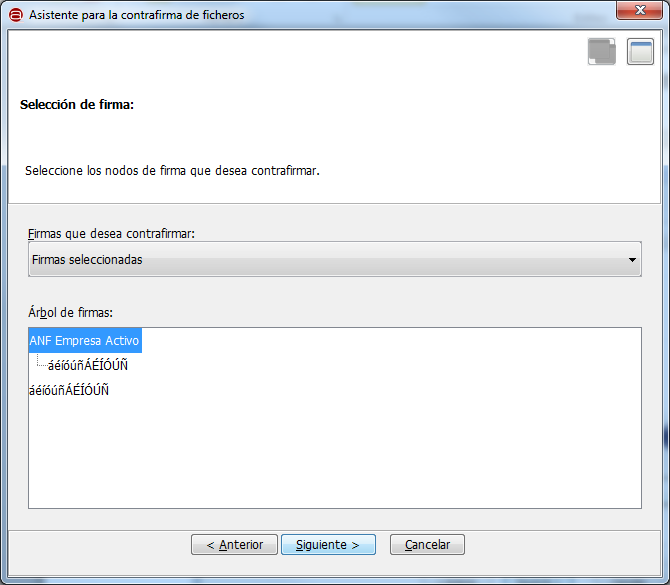 Asistente para la contrafirma de ficheros
Selección de firma:
Seleccione los nodos de firma que desea contrafirmar.
Firmas que desea contrafirmar:
Firmas seleccionadas
Árbol de firmas:
ANF Empresa Activo
áéíóúñÁÉÍÓÚÑ
áéíóúñÁÉÍÓÚÑ
< Anterior Siguiente > Cancelar